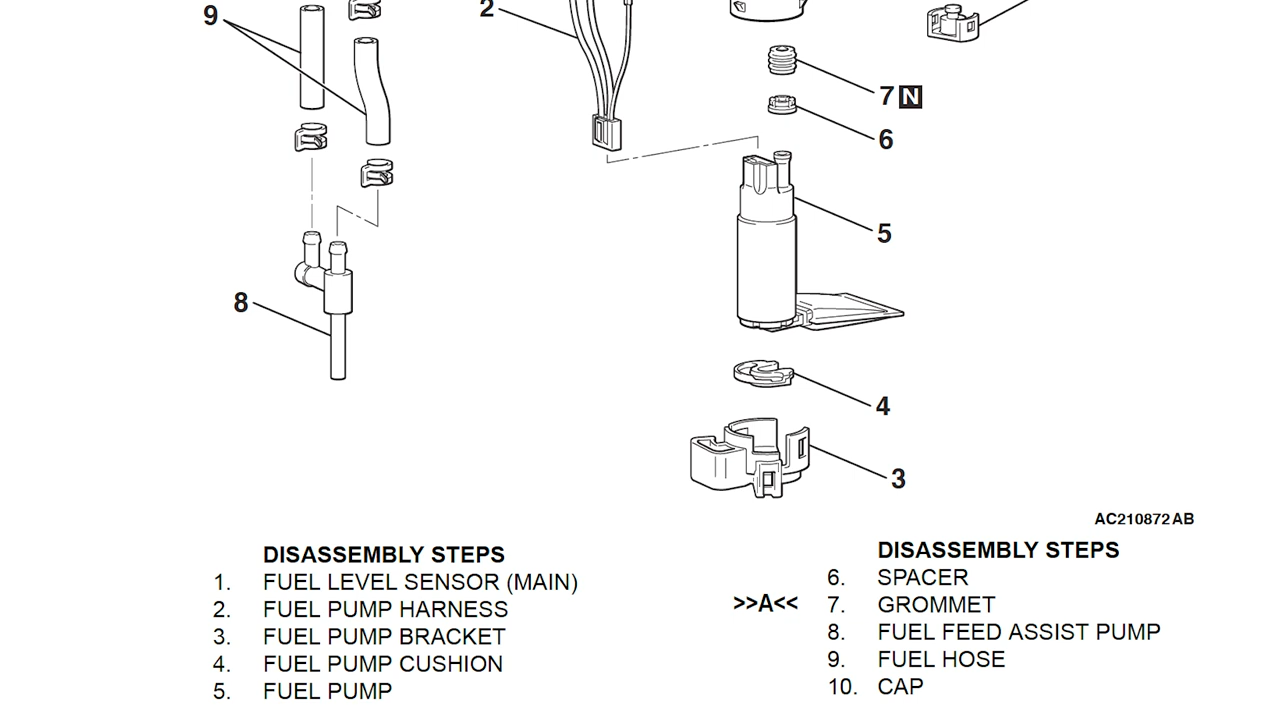 9
2
7 N
6
5
8
4
3
AC210872AB
DISASSEMBLY STEPS
1. FUEL LEVEL SENSOR (MAIN)
2. FUEL PUMP HARNESS
3. FUEL PUMP BRACKET
4. FUEL PUMP CUSHION
5. FUEL PUMP
DISASSEMBLY STEPS
6. SPACER
>>A<< 7. GROMMET
8. FUEL FEED ASSIST PUMP
9. FUEL HOSE
10. CAP